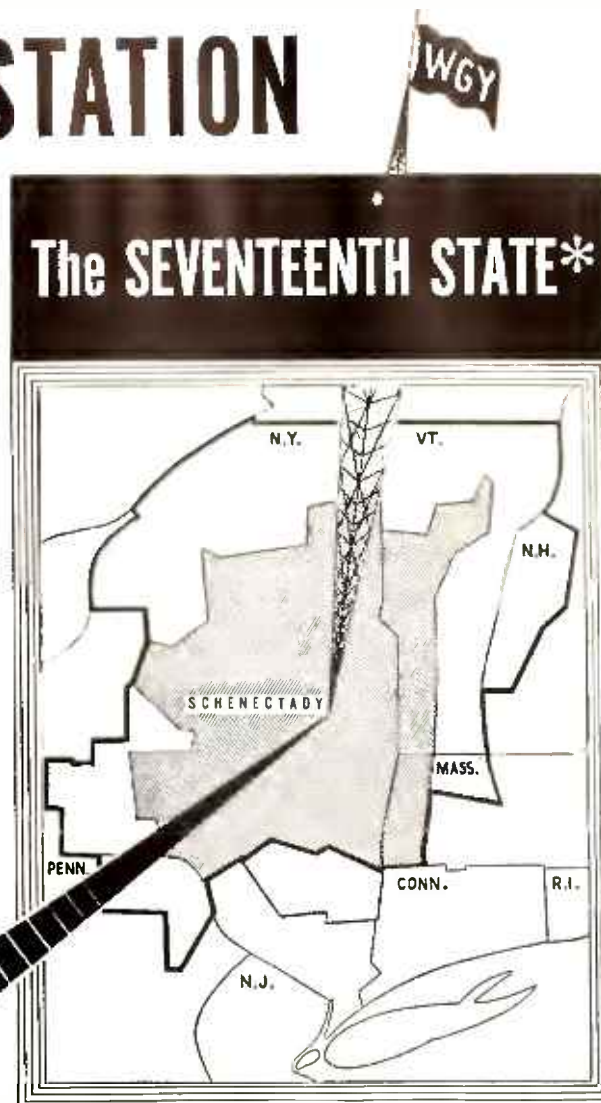 STATION
WGY
The SEVENTEENTH STATE*
N.Y. VT.
N.H.
SCHENECTADY
MASS.
PENN. CONN. R.I.
N.J.